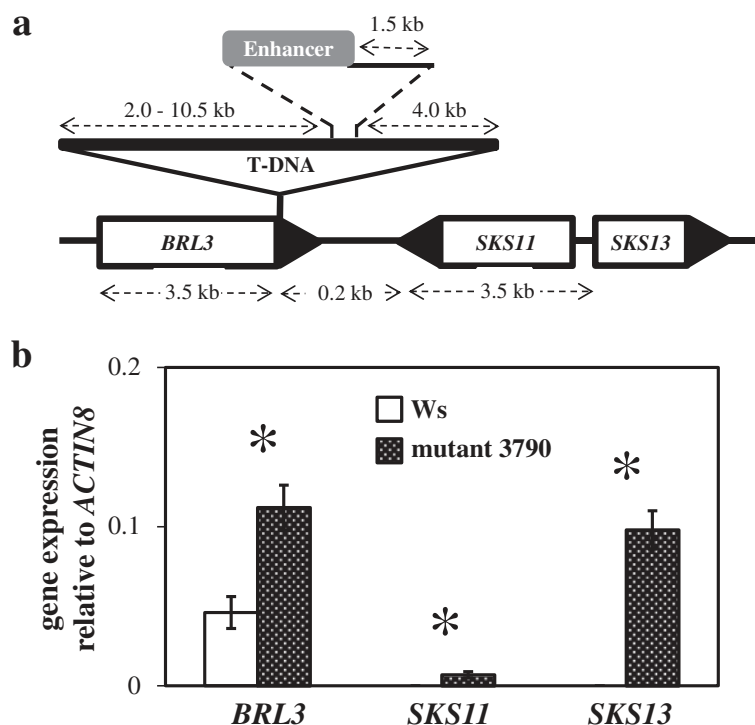 a
1.5 kb
Enhancer
2.0 - 10.5 kb
4.0 kb
T-DNA
BRL3
SKS11
SKS13
3.5 kb
0.2 kb
3.5 kb
b
0.2
Ws
mutant 3790
0.1
0
gene expression
relative to ACTIN8
*
*
*
BRL3
SKS11
SKS13